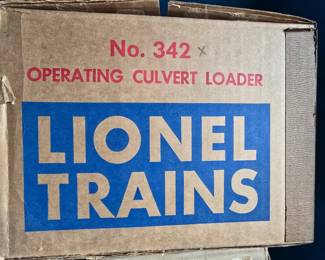 No. 342 x
OPERATING CULVERT LOADER
LIONEL
TRAINS